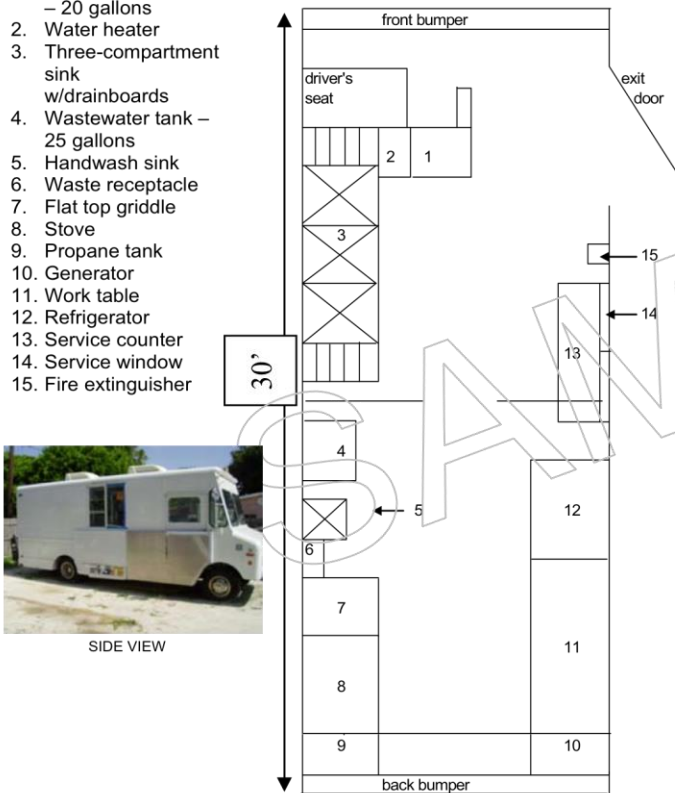 – 20 gallons
2. Water heater
3. Three-compartment
sink
w/drainboards
4. Wastewater tank –
25 gallons
5. Handwash sink
6. Waste receptacle
7. Flat top griddle
8. Stove
9. Propane tank
10. Generator
11. Work table
12. Refrigerator
13. Service counter
14. Service window
15. Fire extinguisher
SIDE VIEW
30’
front bumper
driver's
seat
exit
door
2
1
3
15
14
13
4
5
12
6
7
11
8
9
10
back bumper
SAM